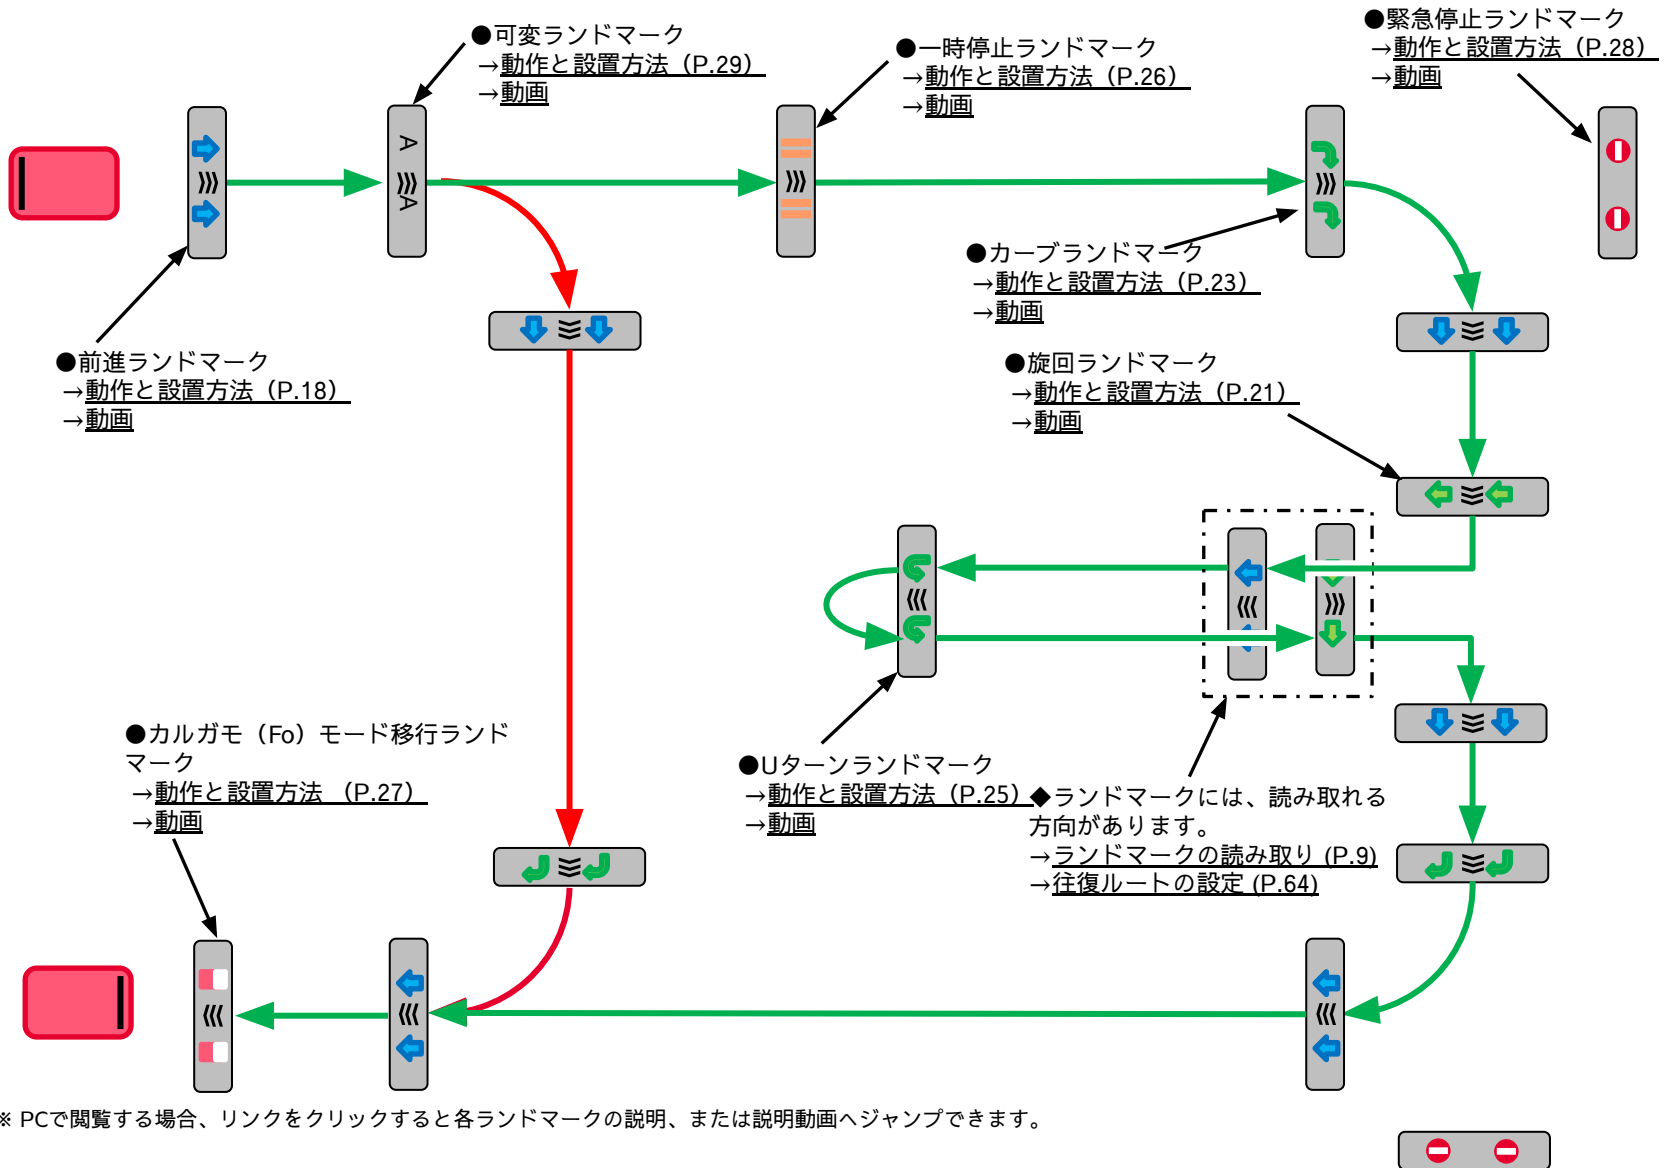 ●可変ランドマーク
→動作と設置方法（P.29）
→動画
●一時停止ランドマーク
→動作と設置方法（P.26）
→動画
●緊急停止ランドマーク
→動作と設置方法（P.28）
→動画
A
A
●カーブランドマーク
→動作と設置方法（P.23）
→動画
●前進ランドマーク
→動作と設置方法（P.18）
→動画
●旋回ランドマーク
→動作と設置方法（P.21）
→動画
●カルガモ（Fo）モード移行ランド
マーク
→動作と設置方法 （P.27）
→動画
●Uターンランドマーク
→動作と設置方法（P.25）
→動画
◆ランドマークには、読み取れる
方向があります。
→ランドマークの読み取り (P.9)
→往復ルートの設定 (P.64)
※ PCで閲覧する場合、リンクをクリックすると各ランドマークの説明、または説明動画へジャンプできます。